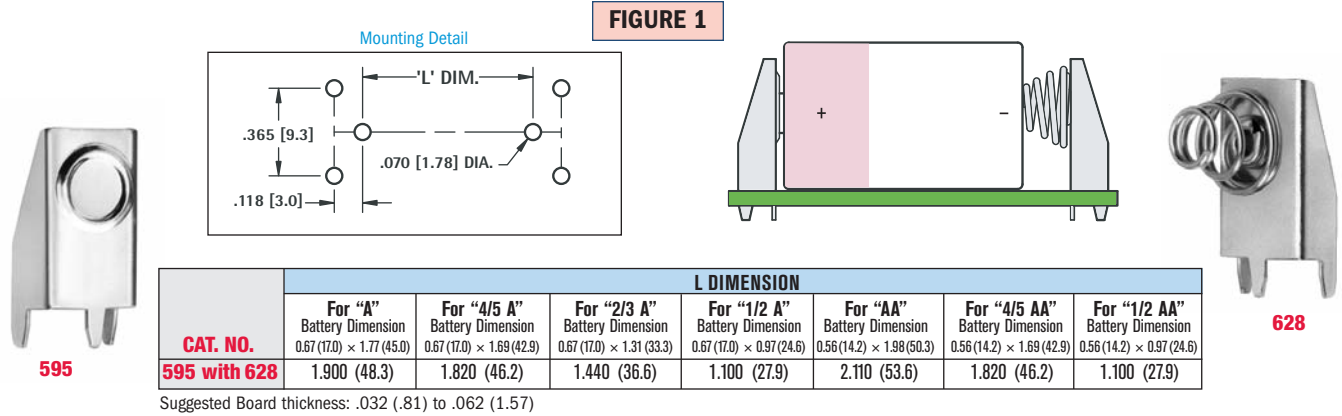 FIGURE 1
Mounting Detail
'L' DIM.
.365 [9.3]
.070 [1.78] DIA.
.118 [3.0]
+
−
595
628
L DIMENSION
CAT. NO.
For “A”
Battery Dimension
0.67 (17.0) × 1.77 (45.0)
For “4/5 A”
Battery Dimension
0.67 (17.0) × 1.69 (42.9)
For “2/3 A”
Battery Dimension
0.67 (17.0) × 1.31 (33.3)
For “1/2 A”
Battery Dimension
0.67 (17.0) × 0.97(24.6)
For “AA”
Battery Dimension
0.56 (14.2) × 1.98(50.3)
For “4/5 AA”
Battery Dimension
0.56 (14.2) × 1.69 (42.9)
For “1/2 AA”
Battery Dimension
0.56 (14.2) × 0.97 (24.6)
595 with 628 1.900 (48.3) 1.820 (46.2) 1.440 (36.6) 1.100 (27.9) 2.110 (53.6) 1.820 (46.2) 1.100 (27.9)
Suggested Board thickness: .032 (.81) to .062 (1.57)